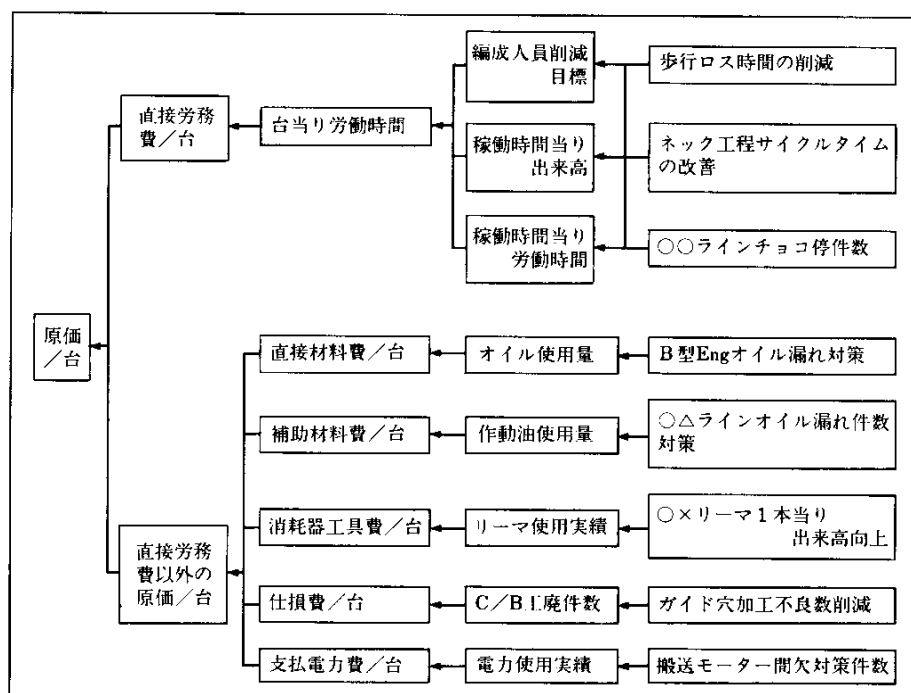 編成人員削減
目標
歩行ロス時間の削減
直接労務
費／台
台当り労働時間
稼働時間当り
出来高
ネック工程サイクルタイム
の改善
稼働時間当り
労働時間
○○ラインチョコ停件数
原価
／台
直接材料費／台
オイル使用量
B型Engオイル漏れ対策
補助材料費／台
作動油使用量
○△ラインオイル漏れ件数
対策
消耗器工具費／台
リーマ使用実績
○×リーマ1本当り
出来高向上
直接労務
費以外の
原価／台
仕損費／台
C／B工廃件数
ガイド穴加工不良数削減
支払電力費／台
電力使用実績
搬送モーター間欠対策件数